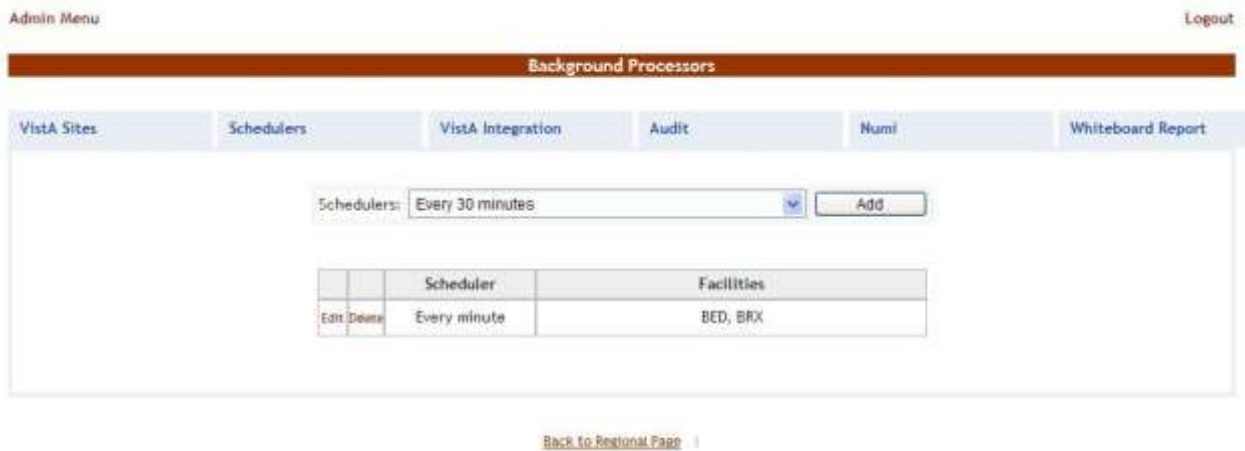 Admin Menu Logout
Background Processors
VistA Sites Schedulers VistA Integration Audit Numi Whiteboard Report
Schedulers: Every 30 minutes Add
Scheduler Facilities
Edit Delete Every minute BED, BRX
Back to Regional Page |